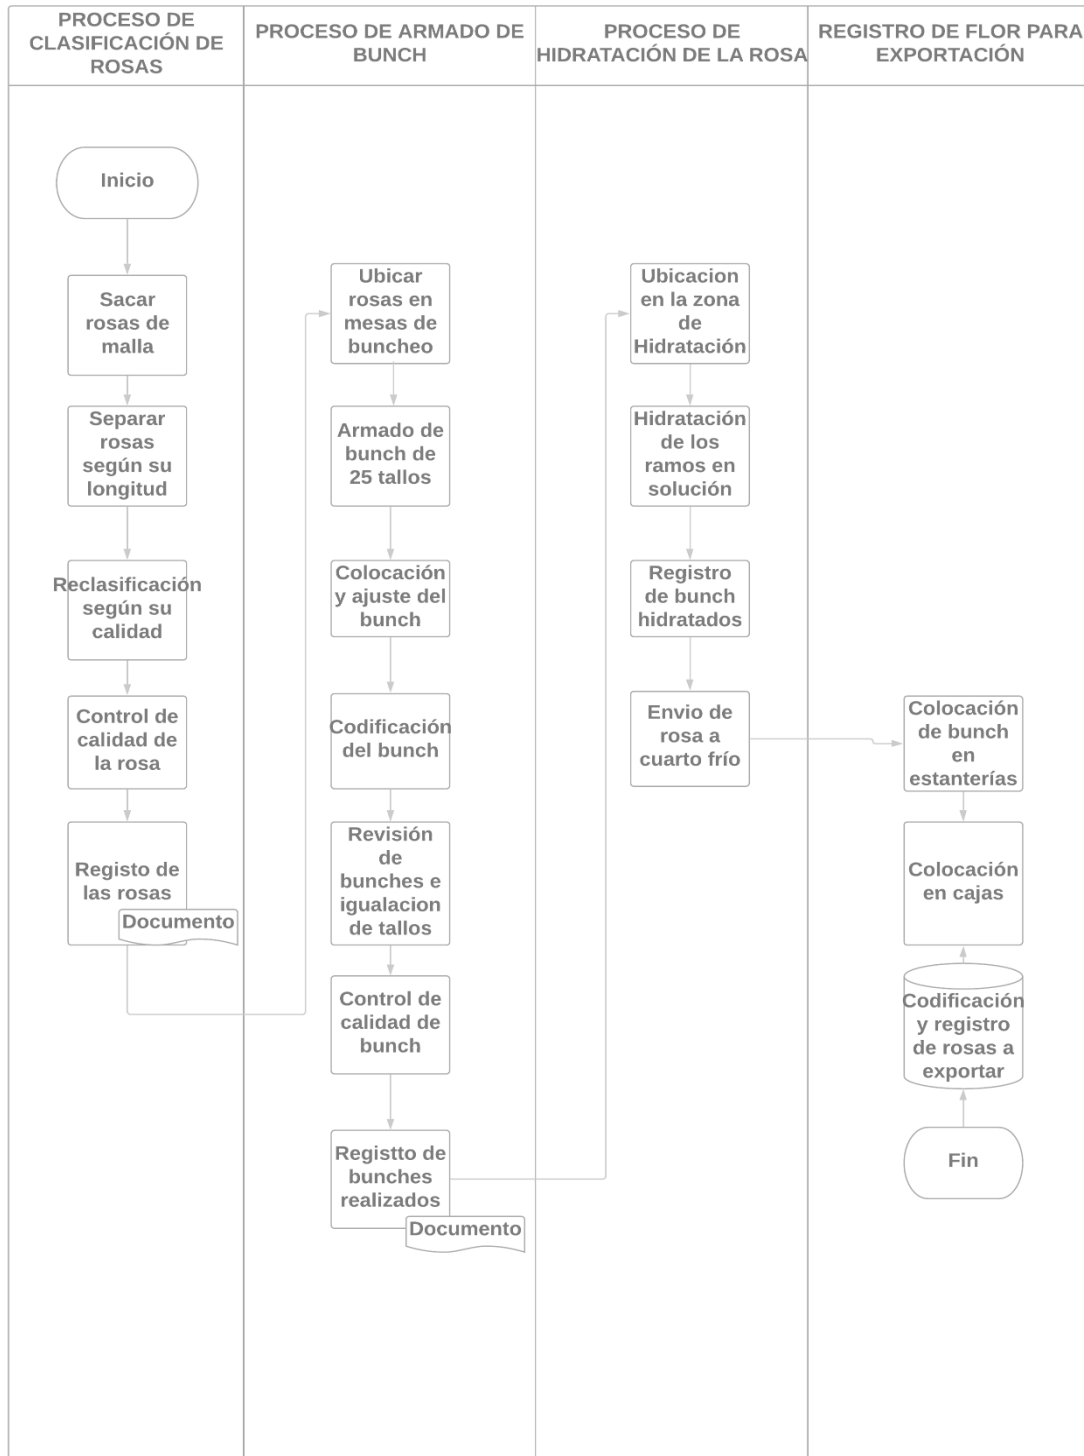 PROCESO DE
CLASIFICACIÓN DE
ROSAS
PROCESO DE ARMADO DE
BUNCH
PROCESO DE
HIDRATACIÓN DE LA ROSA
REGISTRO DE FLOR PARA
EXPORTACIÓN
Inicio
Sacar
rosas de
malla
Separar
rosas
según su
longitud
Reclasificación
según su
calidad
Control de
calidad de
la rosa
Registo de
las rosas
Documento
Ubicar
rosas en
mesas de
buncheo
Armado de
bunch de
25 tallos
Colocación
y ajuste del
bunch
Codificación
del bunch
Revisión
de
bunches e
igualacion
de tallos
Control de
calidad de
bunch
Registto de
bunches
realizados
Documento
Ubicacion
en la zona
de
Hidratación
Hidratación
de los
ramos en
solución
Registro
de bunch
hidratados
Envio de
rosa a
cuarto frío
Colocación
de bunch
en
estanterías
Colocación
en cajas
Codificación
y registro
de rosas a
exportar
Fin